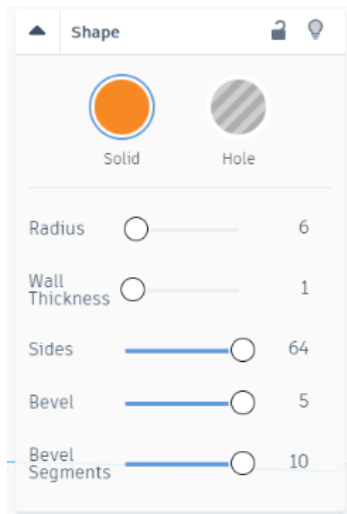 Shape
Solid Hole
Radius 6
Wall
Thickness 1
Sides 64
Bevel 5
Bevel
Segments 10